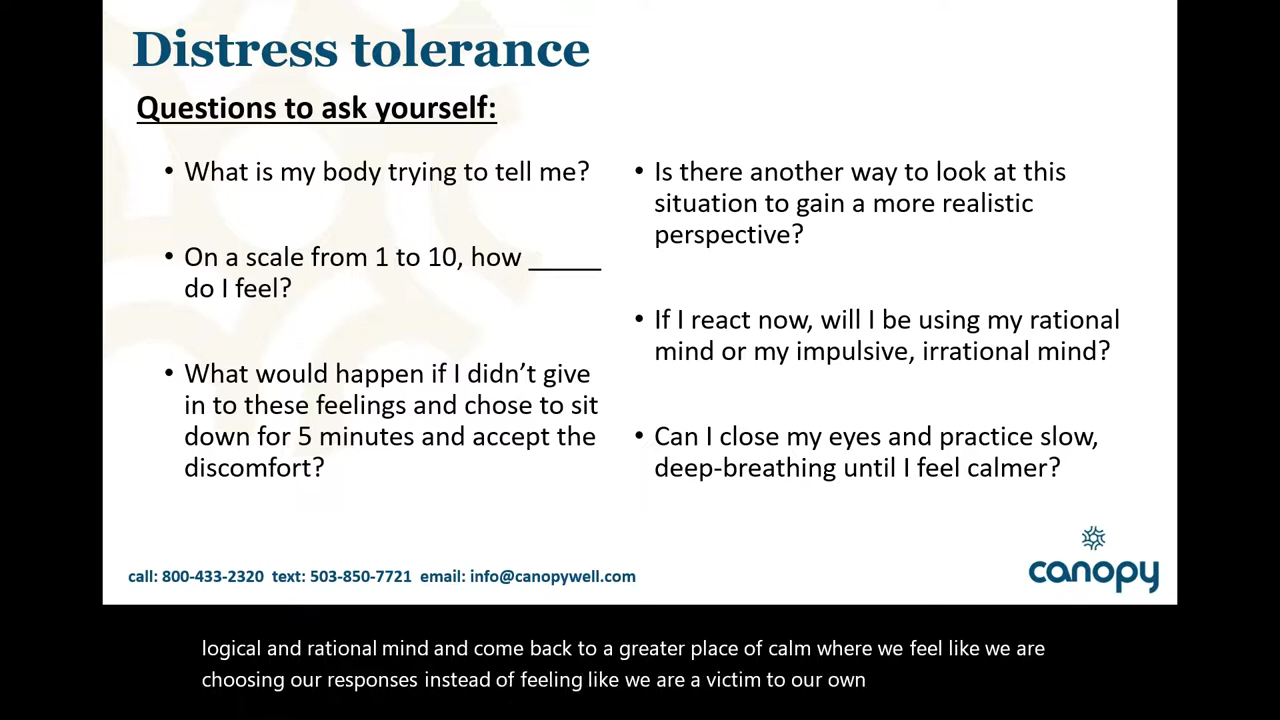 Distress tolerance
Questions to ask yourself:
• What is my body trying to tell me?
• On a scale from 1 to 10, how _____
do I feel?
• What would happen if I didn’t give
in to these feelings and chose to sit
down for 5 minutes and accept the
discomfort?
• Is there another way to look at this
situation to gain a more realistic
perspective?
• If I react now, will I be using my rational
mind or my impulsive, irrational mind?
• Can I close my eyes and practice slow,
deep-breathing until I feel calmer?
call: 800-433-2320 text: 503-850-7721 email: info@canopywell.com
canopy
logical and rational mind and come back to a greater place of calm where we feel like we are
choosing our responses instead of feeling like we are a victim to our own